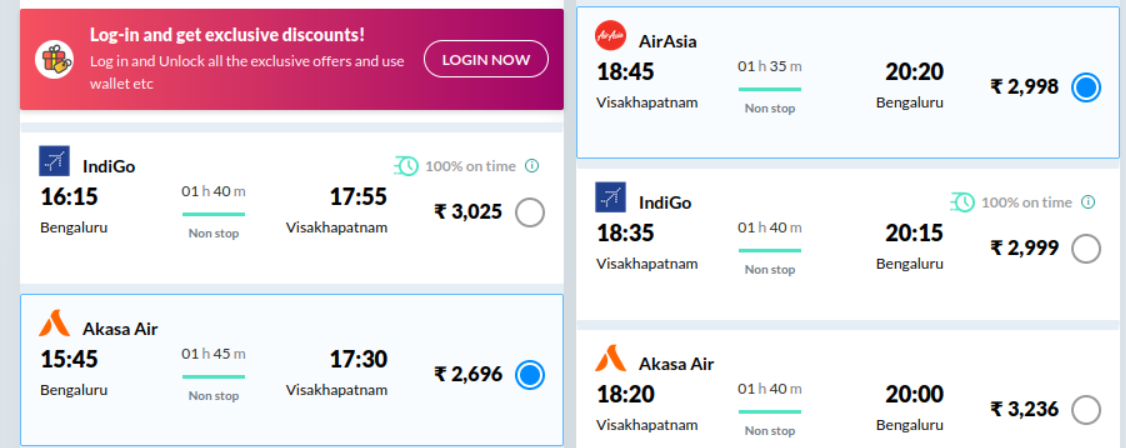 Log-in and get exclusive discounts!
Log in and Unlock all the exclusive offers and use
wallet etc
LOGIN NOW
IndiGo
100% on time
16:15
01 h 40 m
17:55
₹ 3,025
Bengaluru
Non stop
Visakhapatnam
Akasa Air
15:45
01 h 45 m
17:30
₹ 2,696
Bengaluru
Non stop
Visakhapatnam
AirAsia
AirAsia
18:45
01 h 35 m
20:20
₹ 2,998
Visakhapatnam
Non stop
Bengaluru
IndiGo
100% on time
18:35
01 h 40 m
20:15
₹ 2,999
Visakhapatnam
Non stop
Bengaluru
Akasa Air
18:20
01 h 40 m
20:00
₹ 3,236
Visakhapatnam
Non stop
Bengaluru